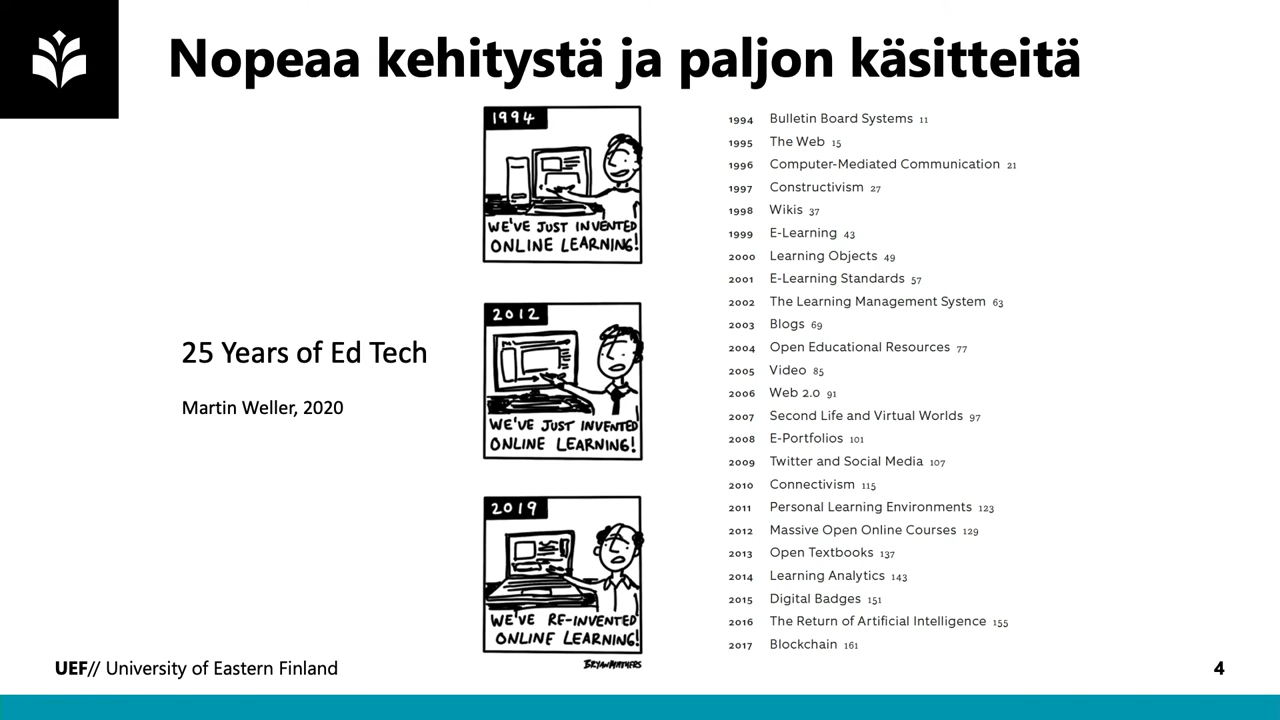 Nopeaa kehitystä ja paljon käsitteitä
25 Years of Ed Tech
Martin Weller, 2020
1994
WE'VE JUST INVENTED
ONLINE LEARNING!
2012
WE'VE JUST INVENTED
ONLINE LEARNING!
2019
WE'VE RE-INVENTED
ONLINE LEARNING!
BRYANMATHERS
1994 Bulletin Board Systems 11
1995 The Web 15
1996 Computer-Mediated Communication 21
1997 Constructivism 27
1998 Wikis 37
1999 E-Learning 43
2000 Learning Objects 49
2001 E-Learning Standards 57
2002 The Learning Management System 63
2003 Blogs 69
2004 Open Educational Resources 77
2005 Video 85
2006 Web 2.0 91
2007 Second Life and Virtual Worlds 97
2008 E-Portfolios 101
2009 Twitter and Social Media 107
2010 Connectivism 115
2011 Personal Learning Environments 123
2012 Massive Open Online Courses 129
2013 Open Textbooks 137
2014 Learning Analytics 143
2015 Digital Badges 151
2016 The Return of Artificial Intelligence 155
2017 Blockchain 161
UEF// University of Eastern Finland
4